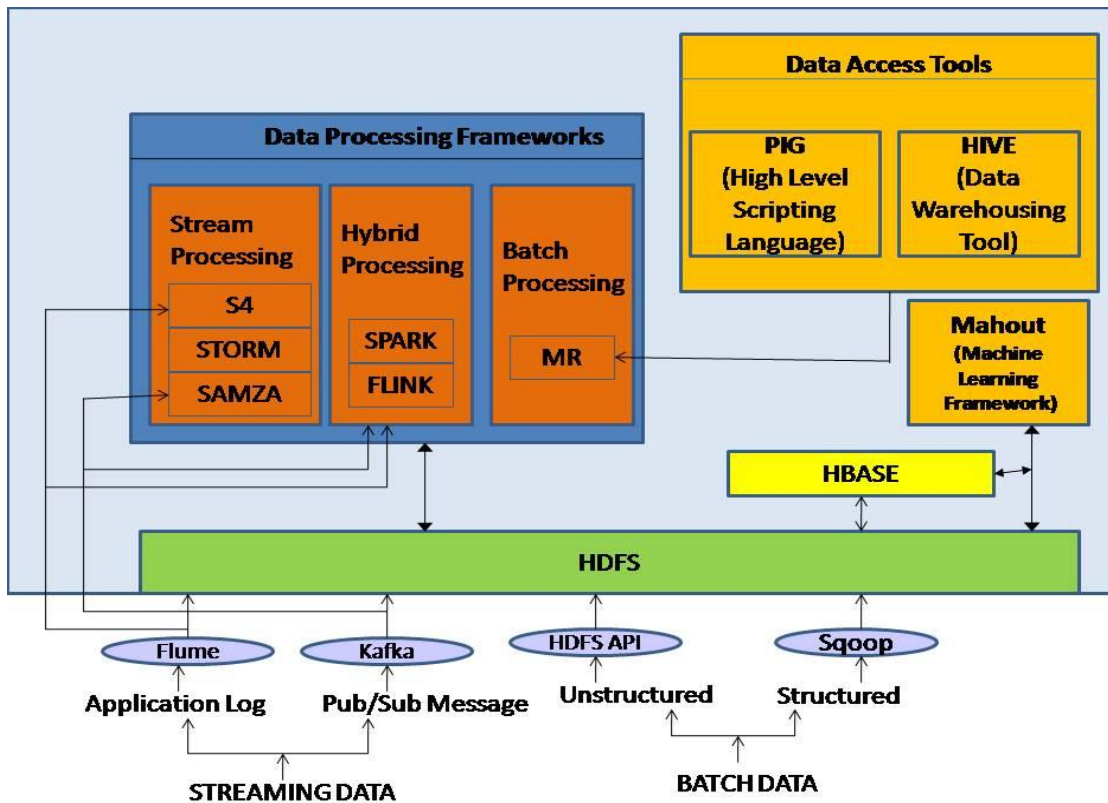 Data Access Tools
PIG
(High Level
Scripting
Language)
HIVE
(Data
Warehousing
Tool)
Data Processing Frameworks
Stream
Processing
S4
STORM
SAMZA
Hybrid
Processing
SPARK
FLINK
Batch
Processing
MR
Mahout
(Machine
Learning
Framework)
HBASE
HDFS
Flume
Kafka
HDFS API
Sqoop
Application Log
Pub/Sub Message
Unstructured
Structured
STREAMING DATA
BATCH DATA